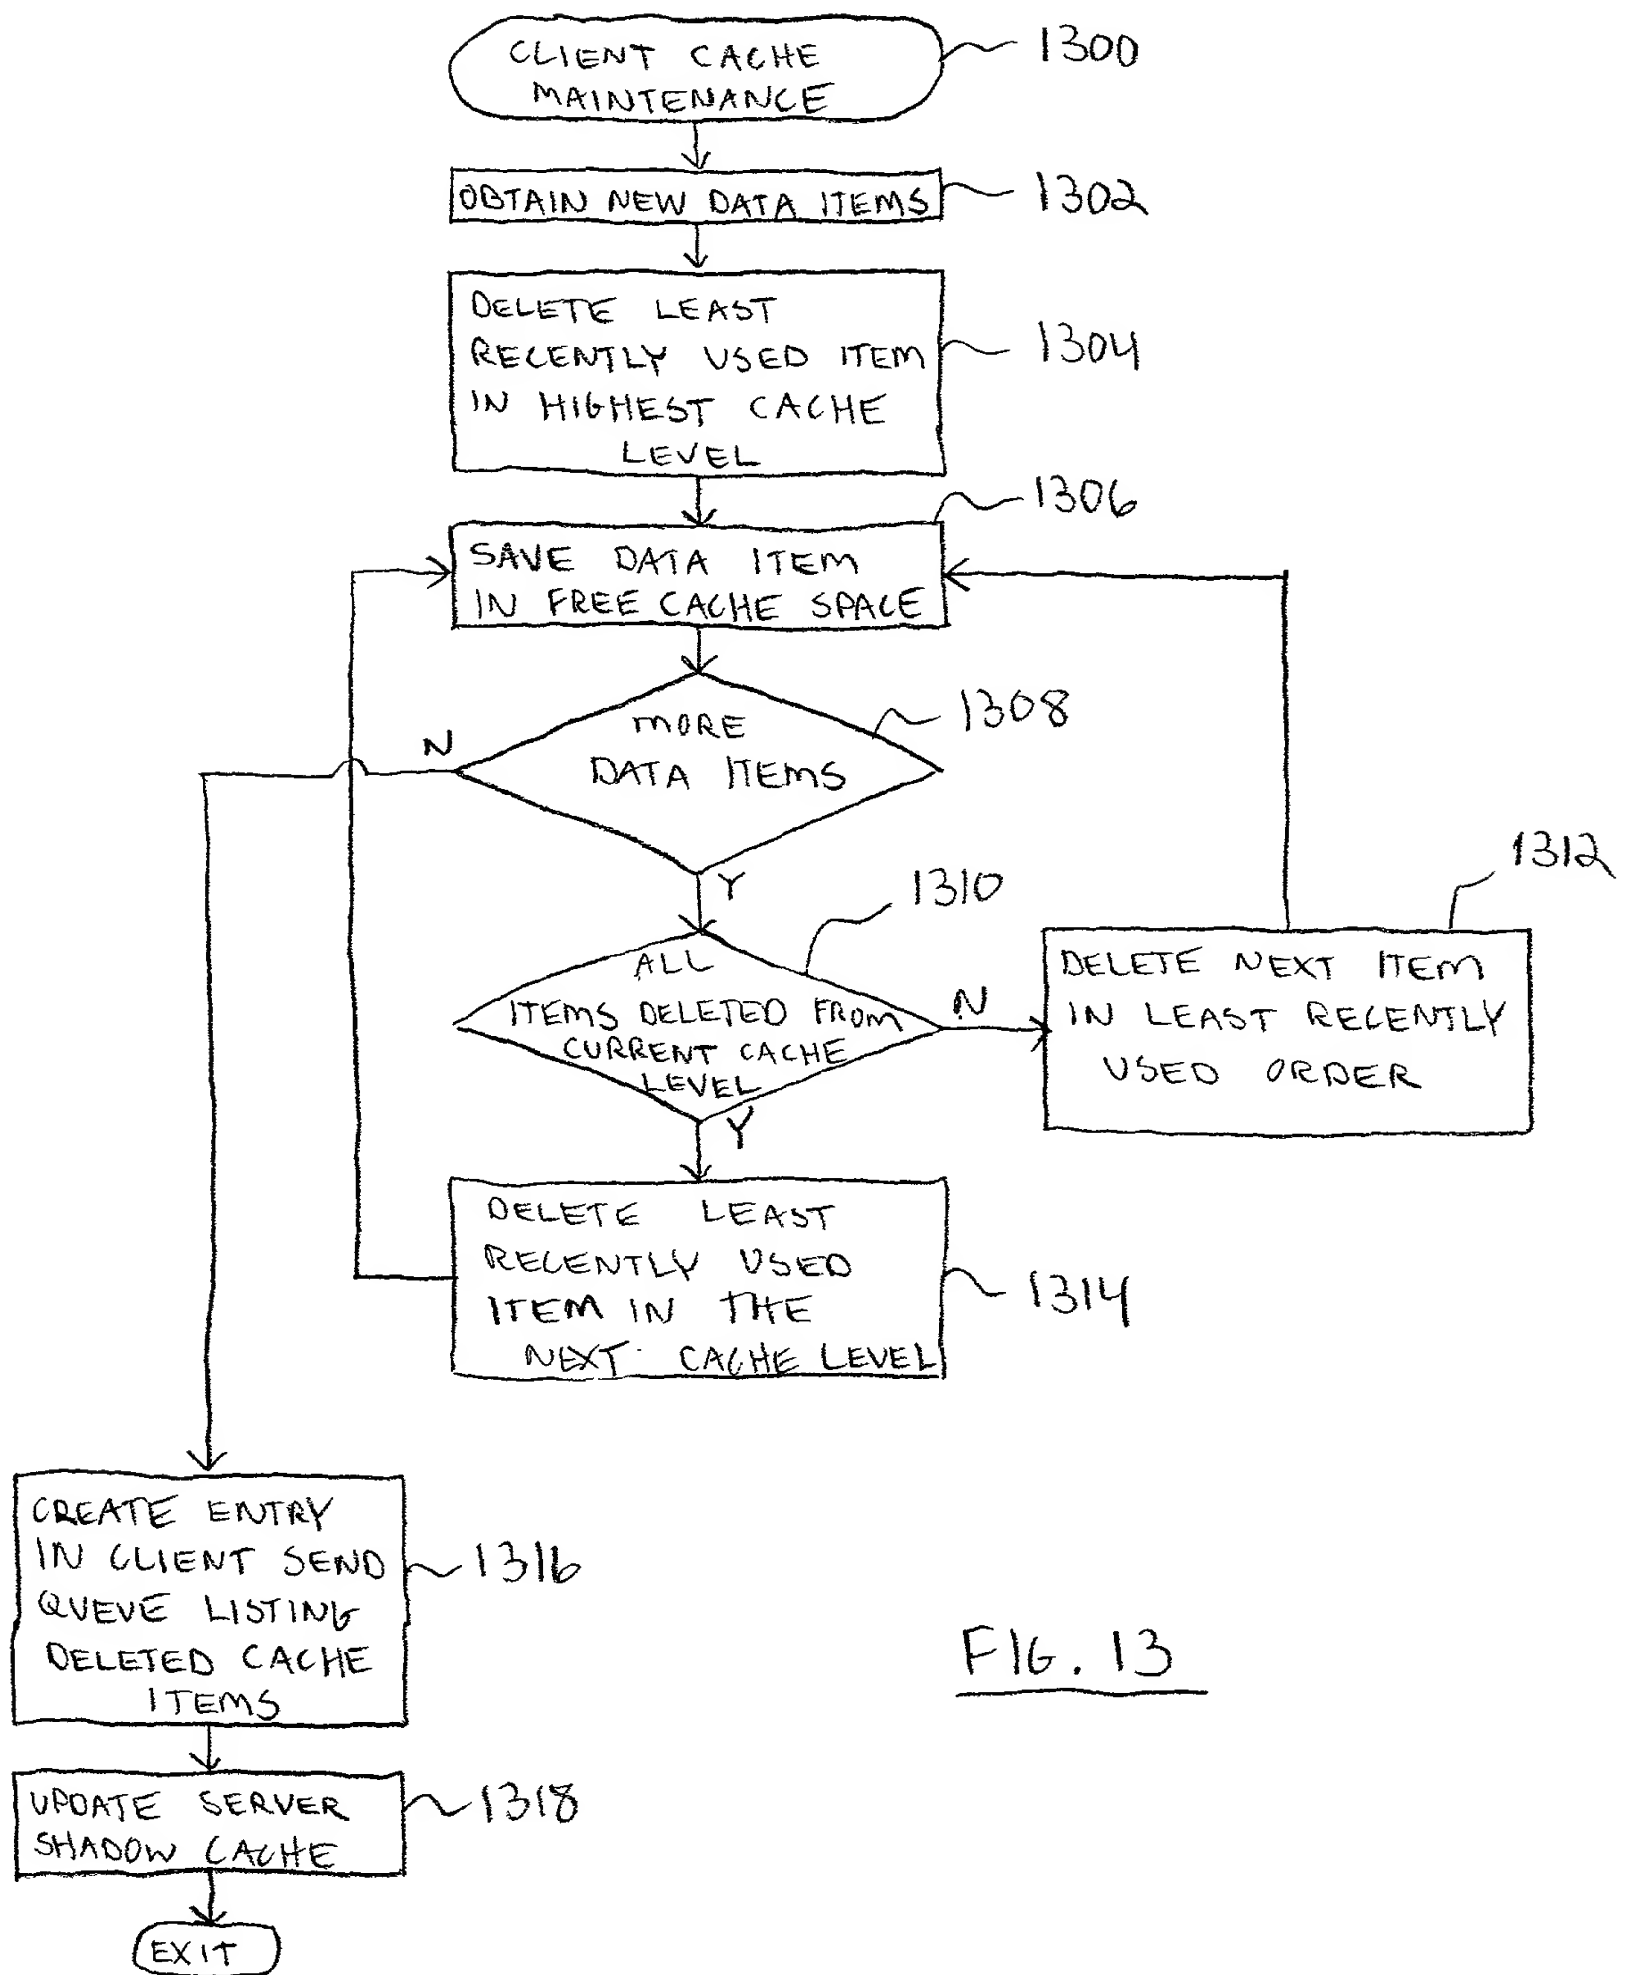 CLIENT CACHE
MAINTENANCE
1300
OBTAIN NEW DATA ITEMS
1302
DELETE LEAST
RECENTLY USED ITEM
IN HIGHEST CACHE
LEVEL
1304
1306
SAVE DATA ITEM
IN FREE CACHE SPACE
MORE
DATA ITEMS
1308
N
Y
1310
ALL
ITEMS DELETED FROM
CURRENT CACHE
LEVEL
N
Y
1312
DELETE NEXT ITEM
IN LEAST RECENTLY
USED ORDER
DELETE LEAST
RECENTLY USED
ITEM IN THE
NEXT CACHE LEVEL
1314
CREATE ENTRY
IN CLIENT SEND
QUEUE LISTING
DELETED CACHE
ITEMS
1316
UPDATE SERVER
SHADOW CACHE
1318
EXIT
FIG. 13